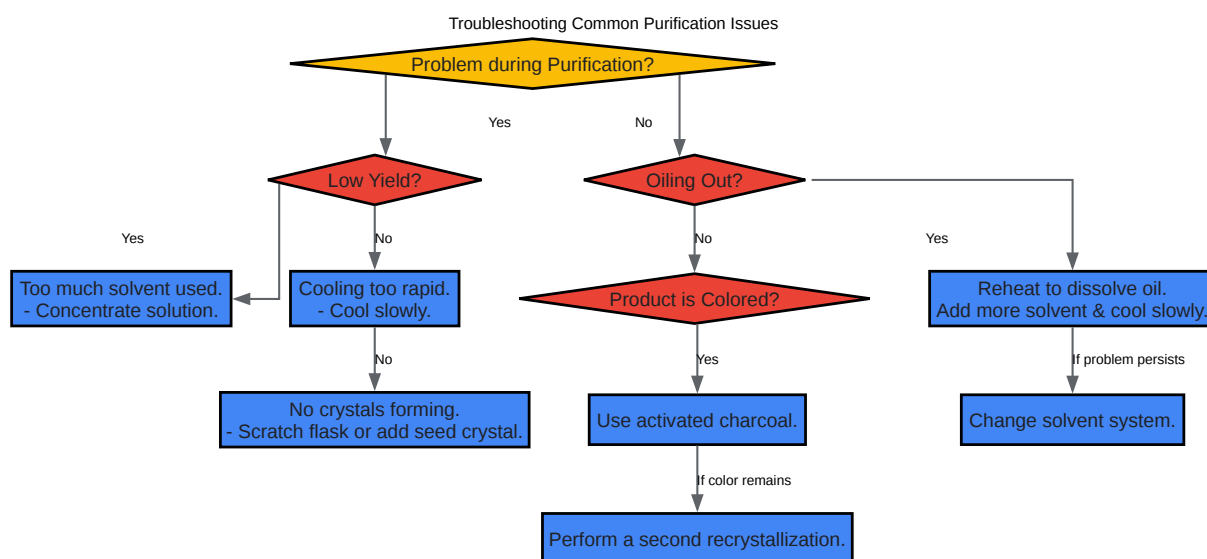 Troubleshooting Common Purification Issues
Problem during Purification?
Yes
No
Low Yield?
Oiling Out?
Yes
No
No
Yes
Too much solvent used.
- Concentrate solution.
Cooling too rapid.
- Cool slowly.
Product is Colored?
Reheat to dissolve oil.
Add more solvent & cool slowly.
No
Yes
If problem persists
No crystals forming.
- Scratch flask or add seed crystal.
Use activated charcoal.
Change solvent system.
If color remains
Perform a second recrystallization.